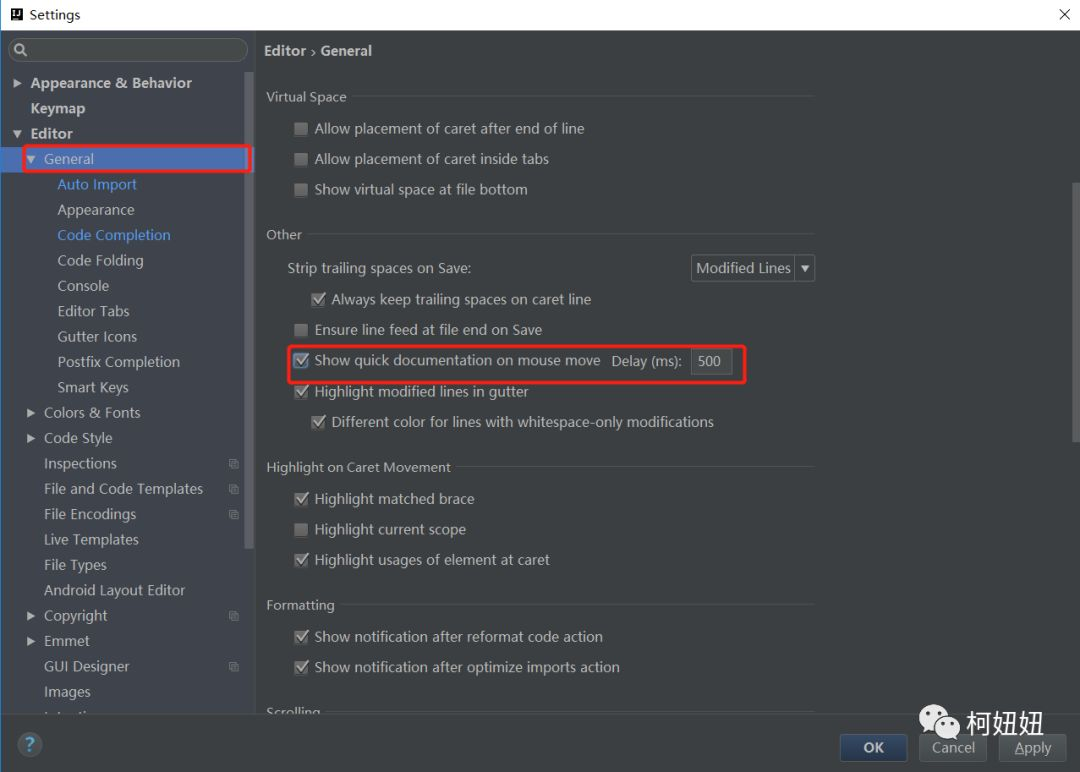 Settings
Editor › General
Appearance & Behavior
Keymap
Editor
General
Auto Import
Appearance
Code Completion
Code Folding
Console
Editor Tabs
Gutter Icons
Postfix Completion
Smart Keys
Colors & Fonts
Code Style
Inspections
File and Code Templates
File Encodings
Live Templates
File Types
Android Layout Editor
Copyright
Emmet
GUI Designer
Images
Virtual Space
Allow placement of caret after end of line
Allow placement of caret inside tabs
Show virtual space at file bottom
Other
Strip trailing spaces on Save: Modified Lines
Always keep trailing spaces on caret line
Ensure line feed at file end on Save
Show quick documentation on mouse move Delay (ms): 500
Highlight modified lines in gutter
Different color for lines with whitespace-only modifications
Highlight on Caret Movement
Highlight matched brace
Highlight current scope
Highlight usages of element at caret
Formatting
Show notification after reformat code action
Show notification after optimize imports action
Scrolling
柯妞妞
? OK Cancel Apply